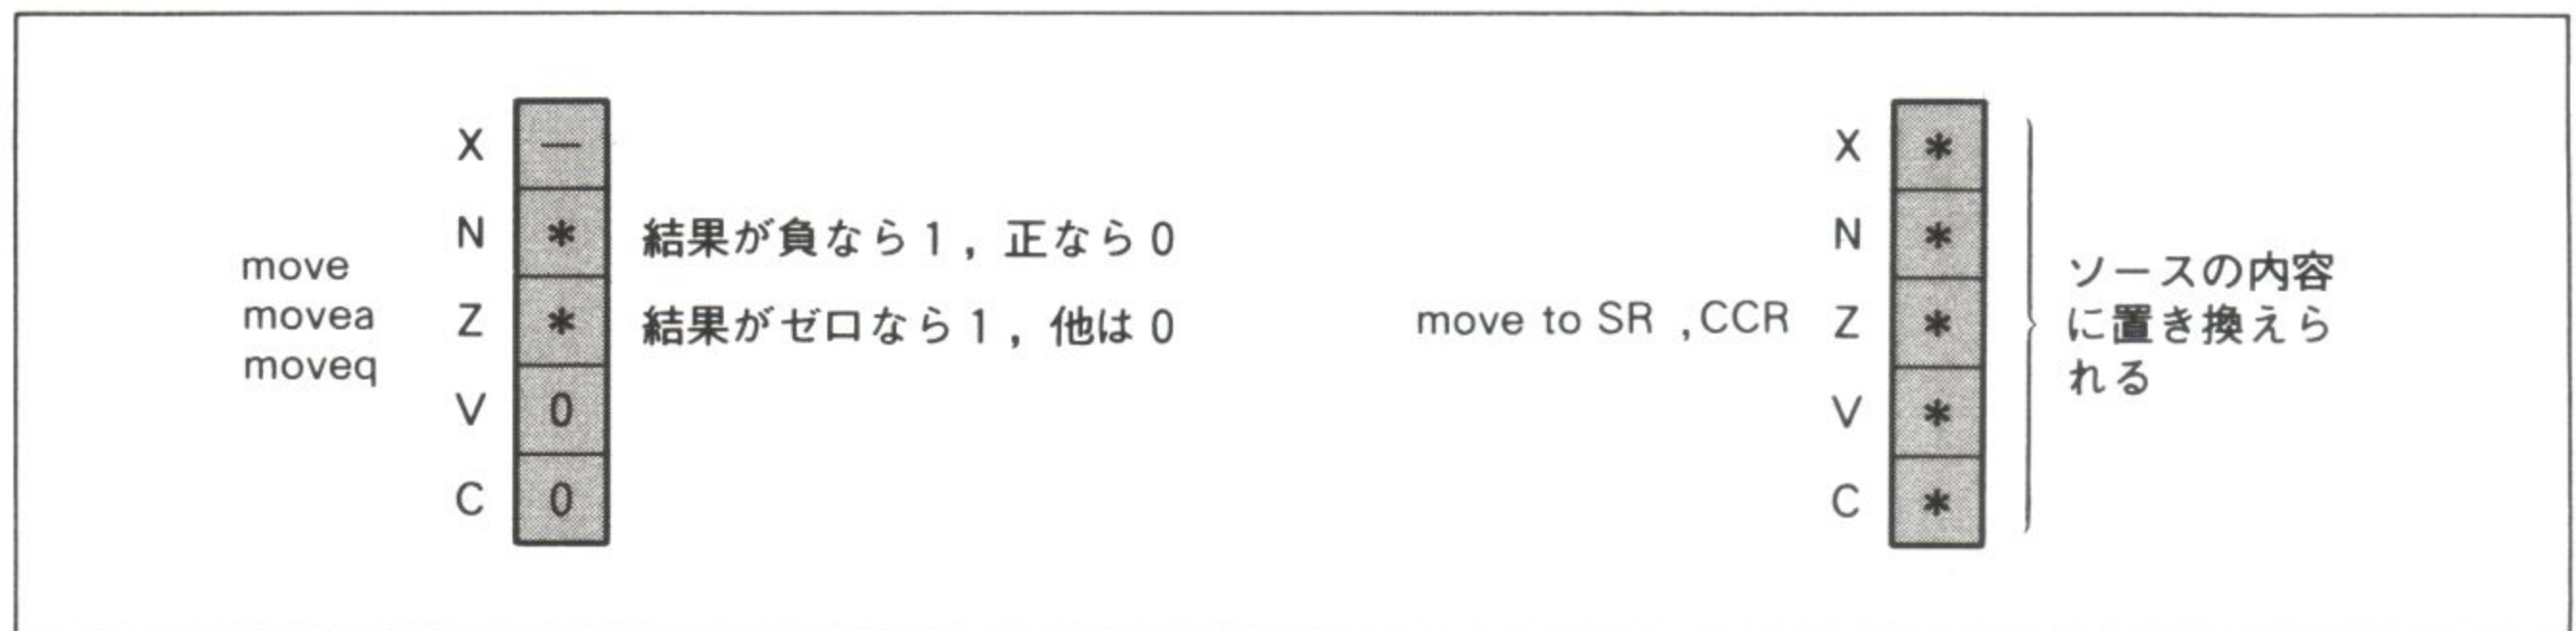 X —
N * 結果が負なら1，正なら0
move
movea
moveq
Z * 結果がゼロなら1，他は0
V 0
C 0
X *
N *
move to SR ,CCR Z *
V *
C *
ソースの内容
に置き換えら
れる